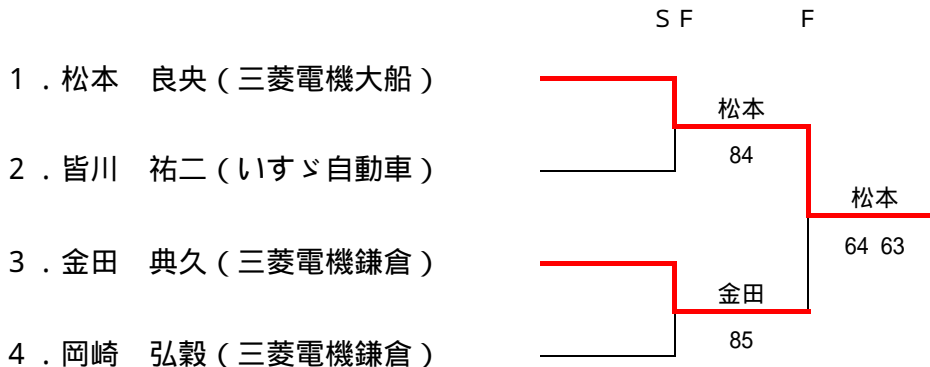 ＳＦ　　　Ｆ
１．松本　良央（三菱電機大船）
松本
84
２．皆川　祐二（いすゞ自動車）
松本
64 63
３．金田　典久（三菱電機鎌倉）
金田
85
４．岡崎　弘毅（三菱電機鎌倉）